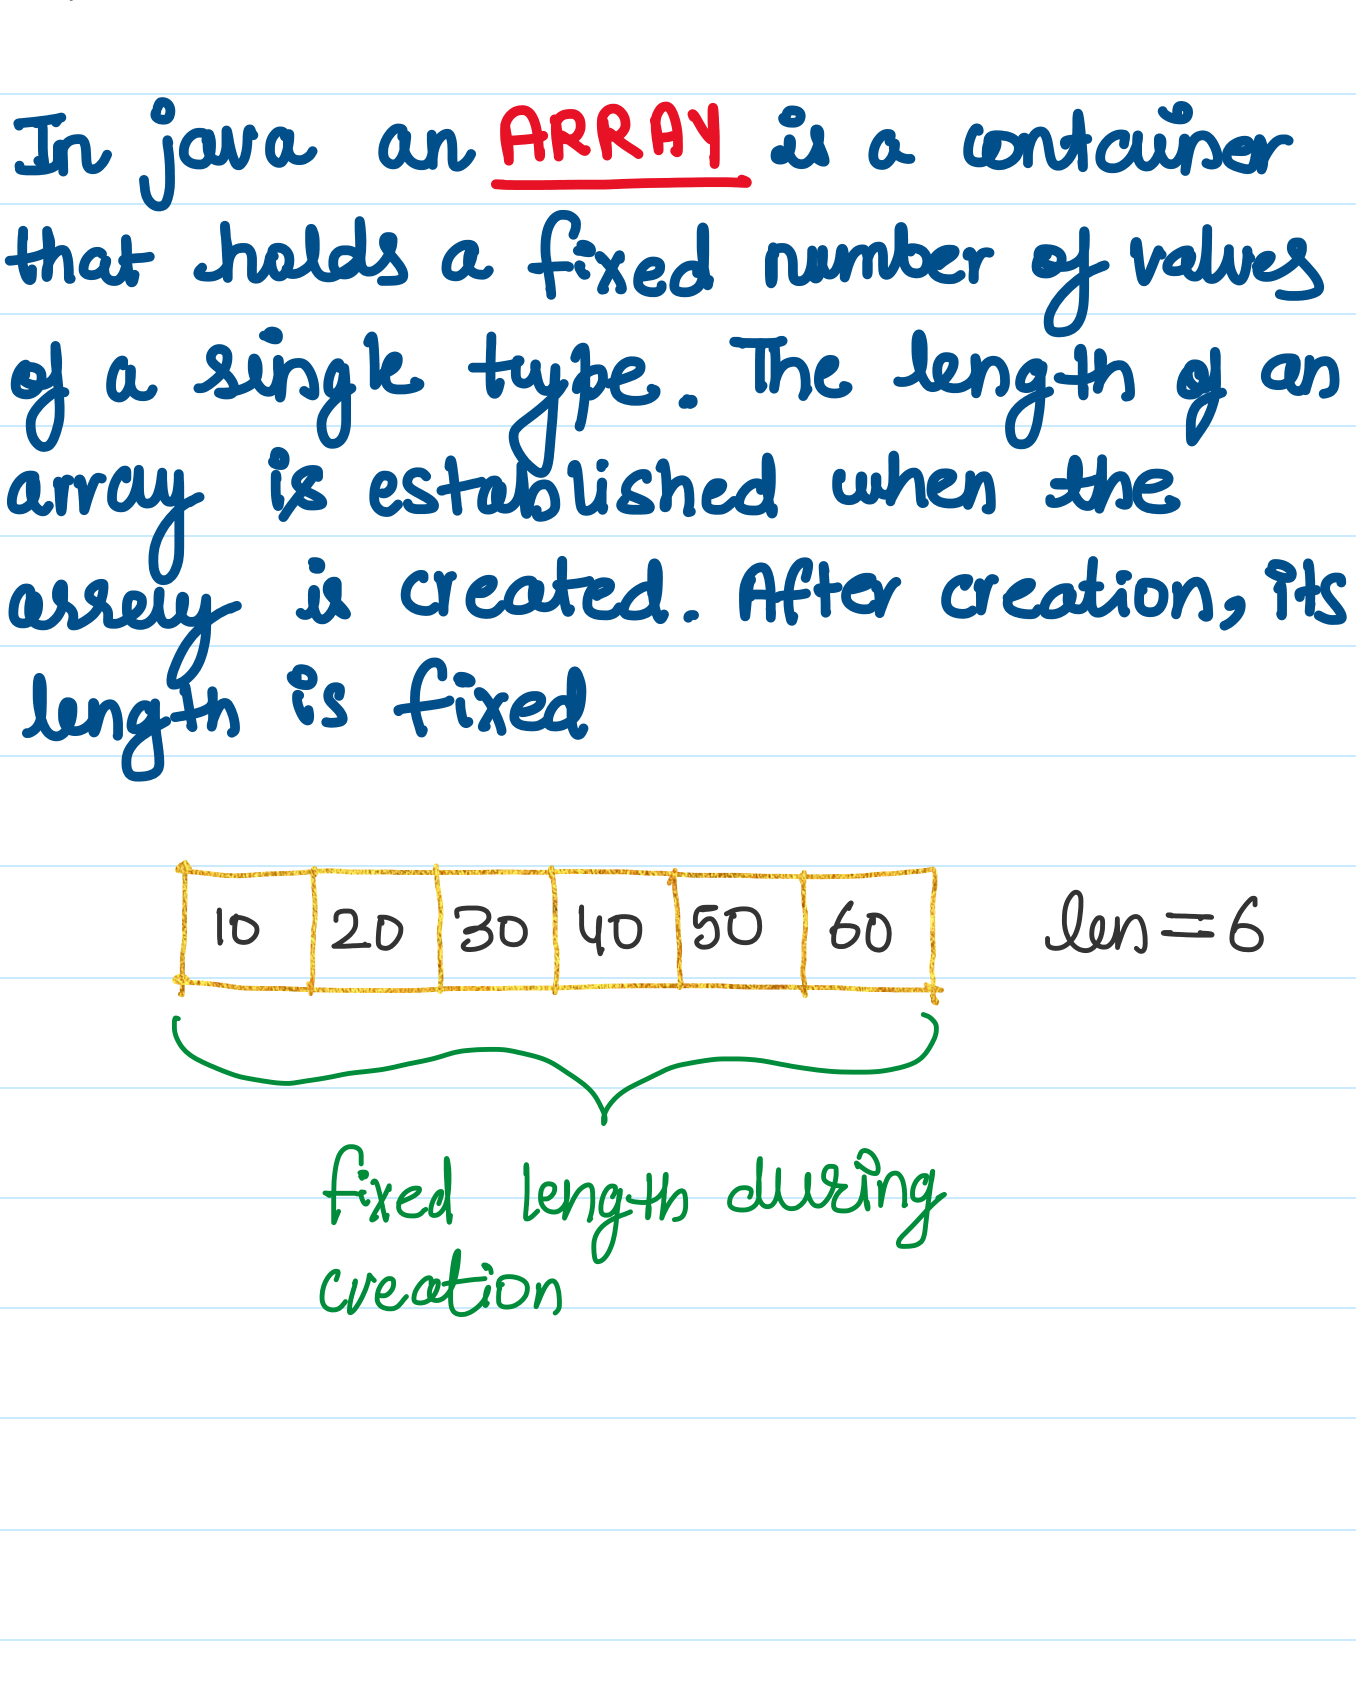 In java an ARRAY is a container
that holds a fixed number of values
of a single type. The length of an
array is established when the
array is created. After creation, its
length is fixed
10 20 30 40 50 60 len=6
fixed length during
creation